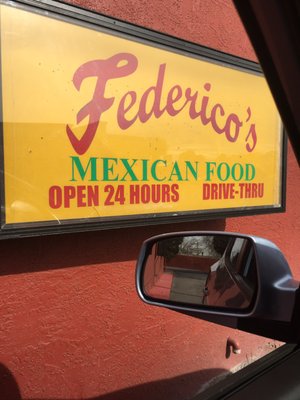 Federico's
MEXICAN FOOD
OPEN 24 HOURS DRIVE-THRU